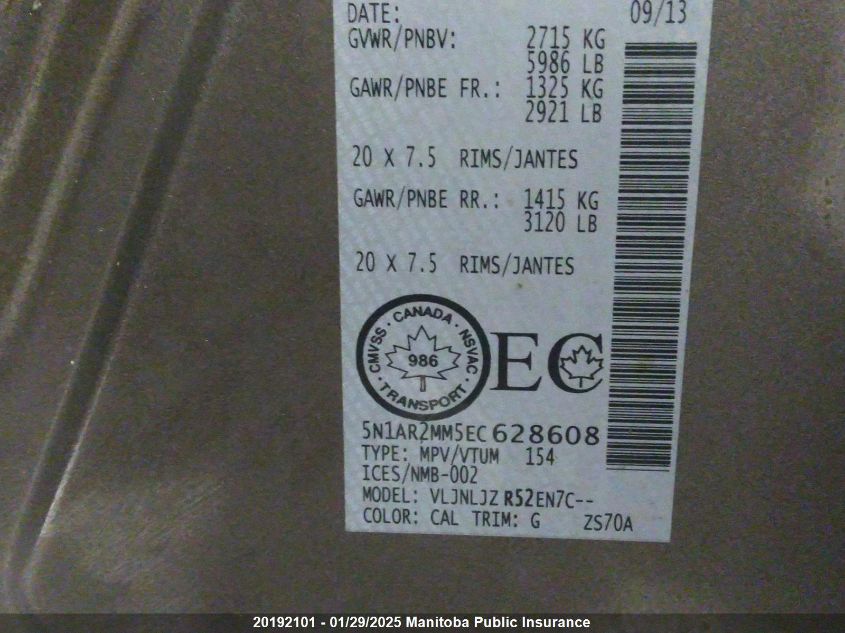 DATE: 09/13
GVWR/PNBV: 2715 KG
5986 LB
GAWR/PNBE FR.: 1325 KG
2921 LB
20 X 7.5 RIMS/JANTES
GAWR/PNBE RR.: 1415 KG
3120 LB
20 X 7.5 RIMS/JANTES
CMVSS · CANADA · NSVAC · TRANSPORT ·
986
EC
5N1AR2MM5EC628608
TYPE: MPV/VTUM 154
ICES/NMB-002
MODEL: VLJNLJZ R52EN7C--
COLOR: CAL TRIM: G ZS70A
20192101 - 01/29/2025 Manitoba Public Insurance